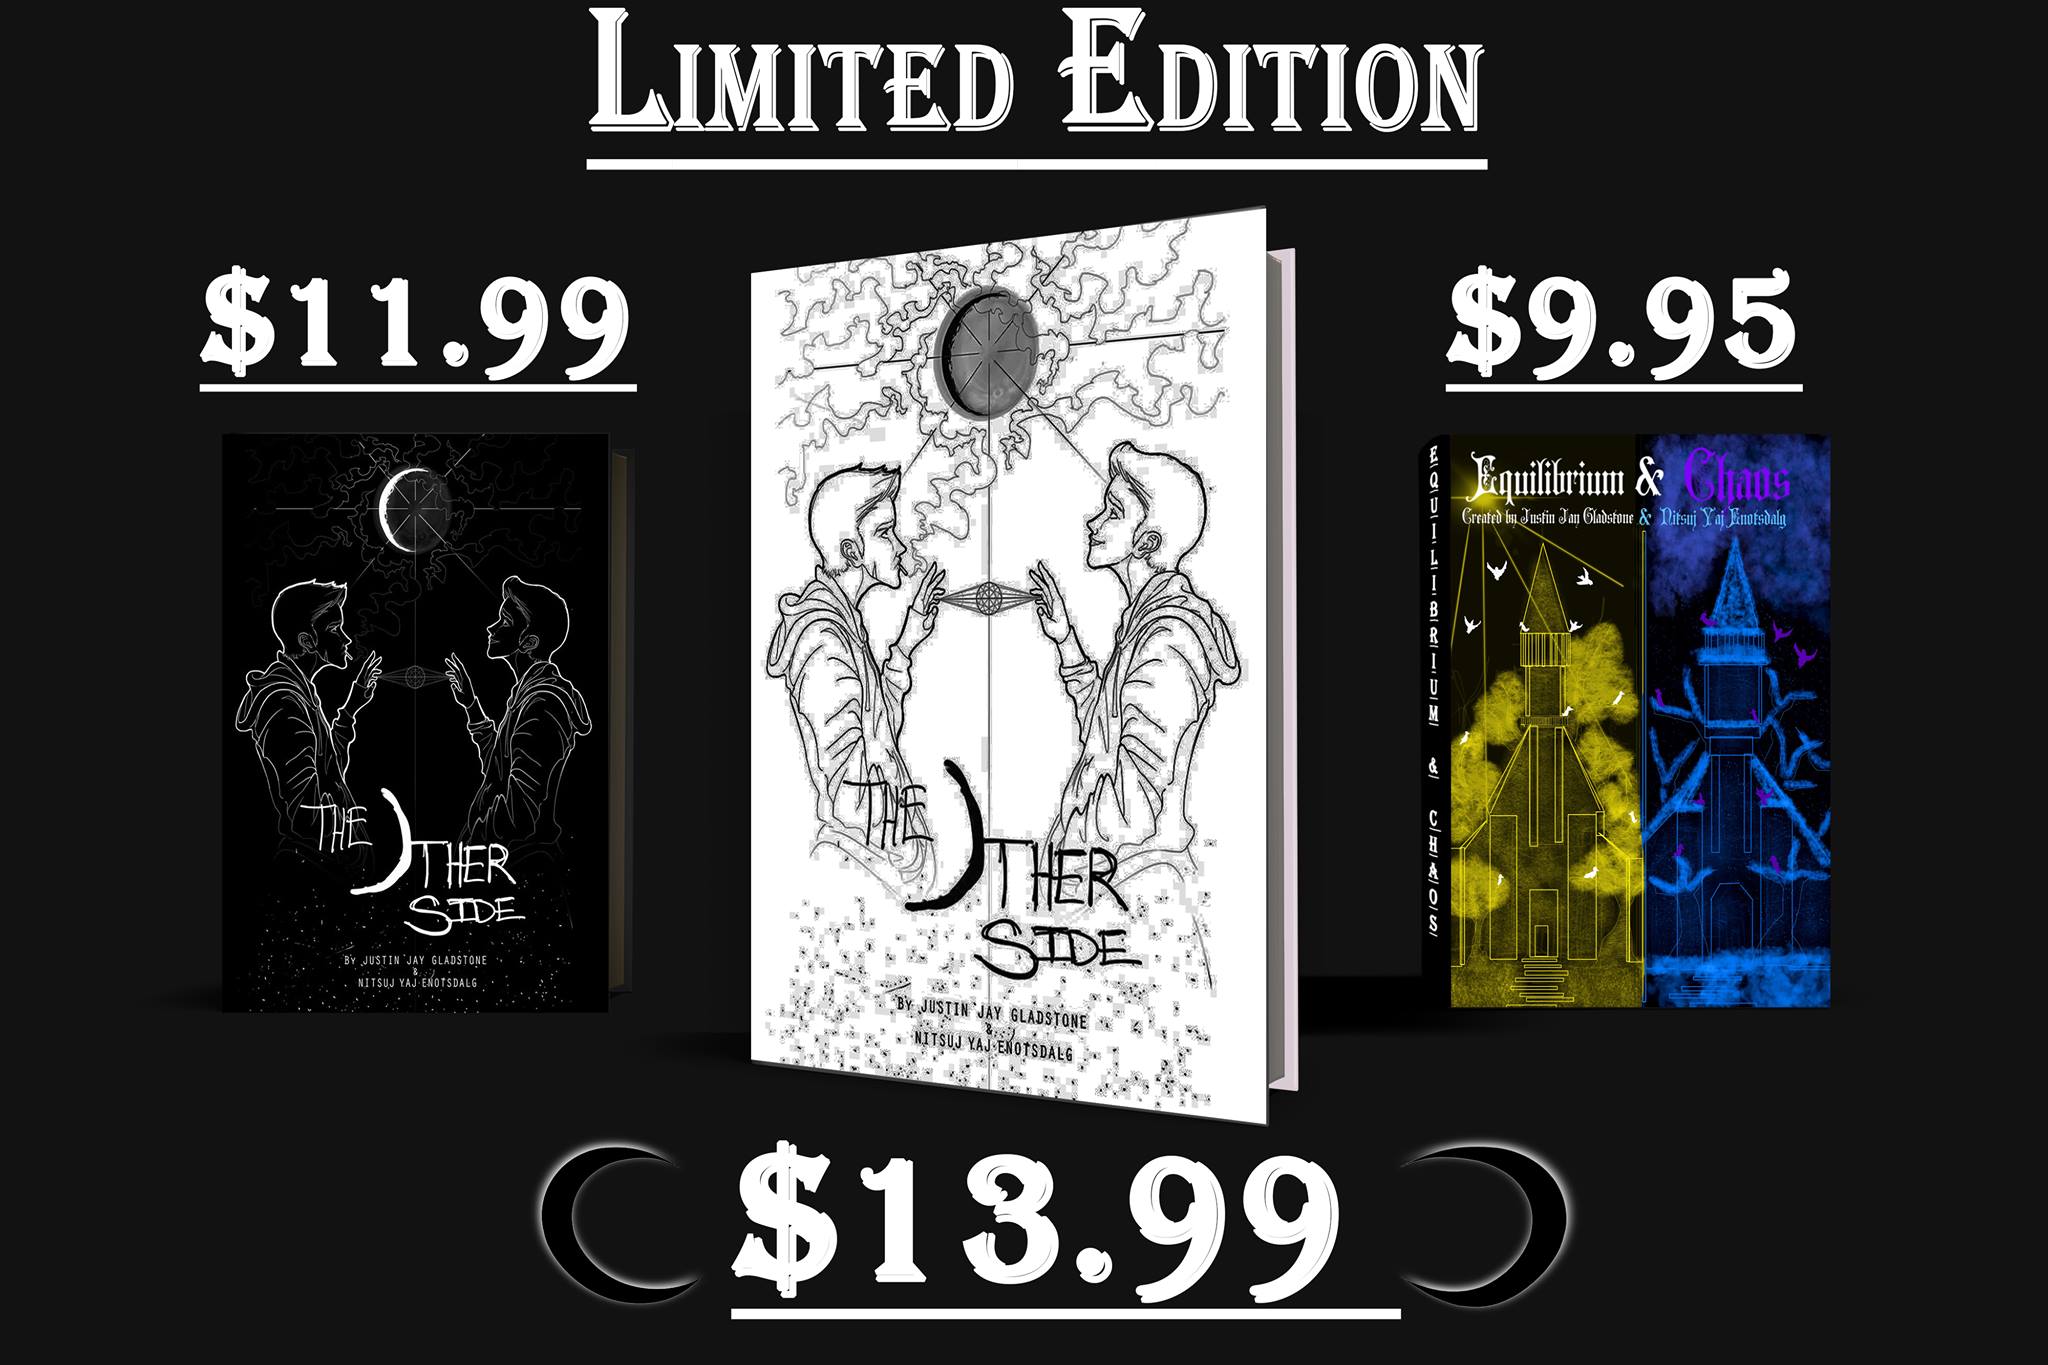 LIMITED EDITION
$11.99
$9.95
THE
OTHER
SIDE
BY JUSTIN JAY GLADSTONE
&
NITSUJ YAJ ENOTSDALG
THE
OTHER
SIDE
BY JUSTIN JAY GLADSTONE
&
NITSUJ YAJ ENOTSDALG
EQUILIBRIUM & CHAOS
Equilibrium & Chaos
Created by Justin Jay Gladstone & Nitsuj Yaj Enotsdalg
$13.99